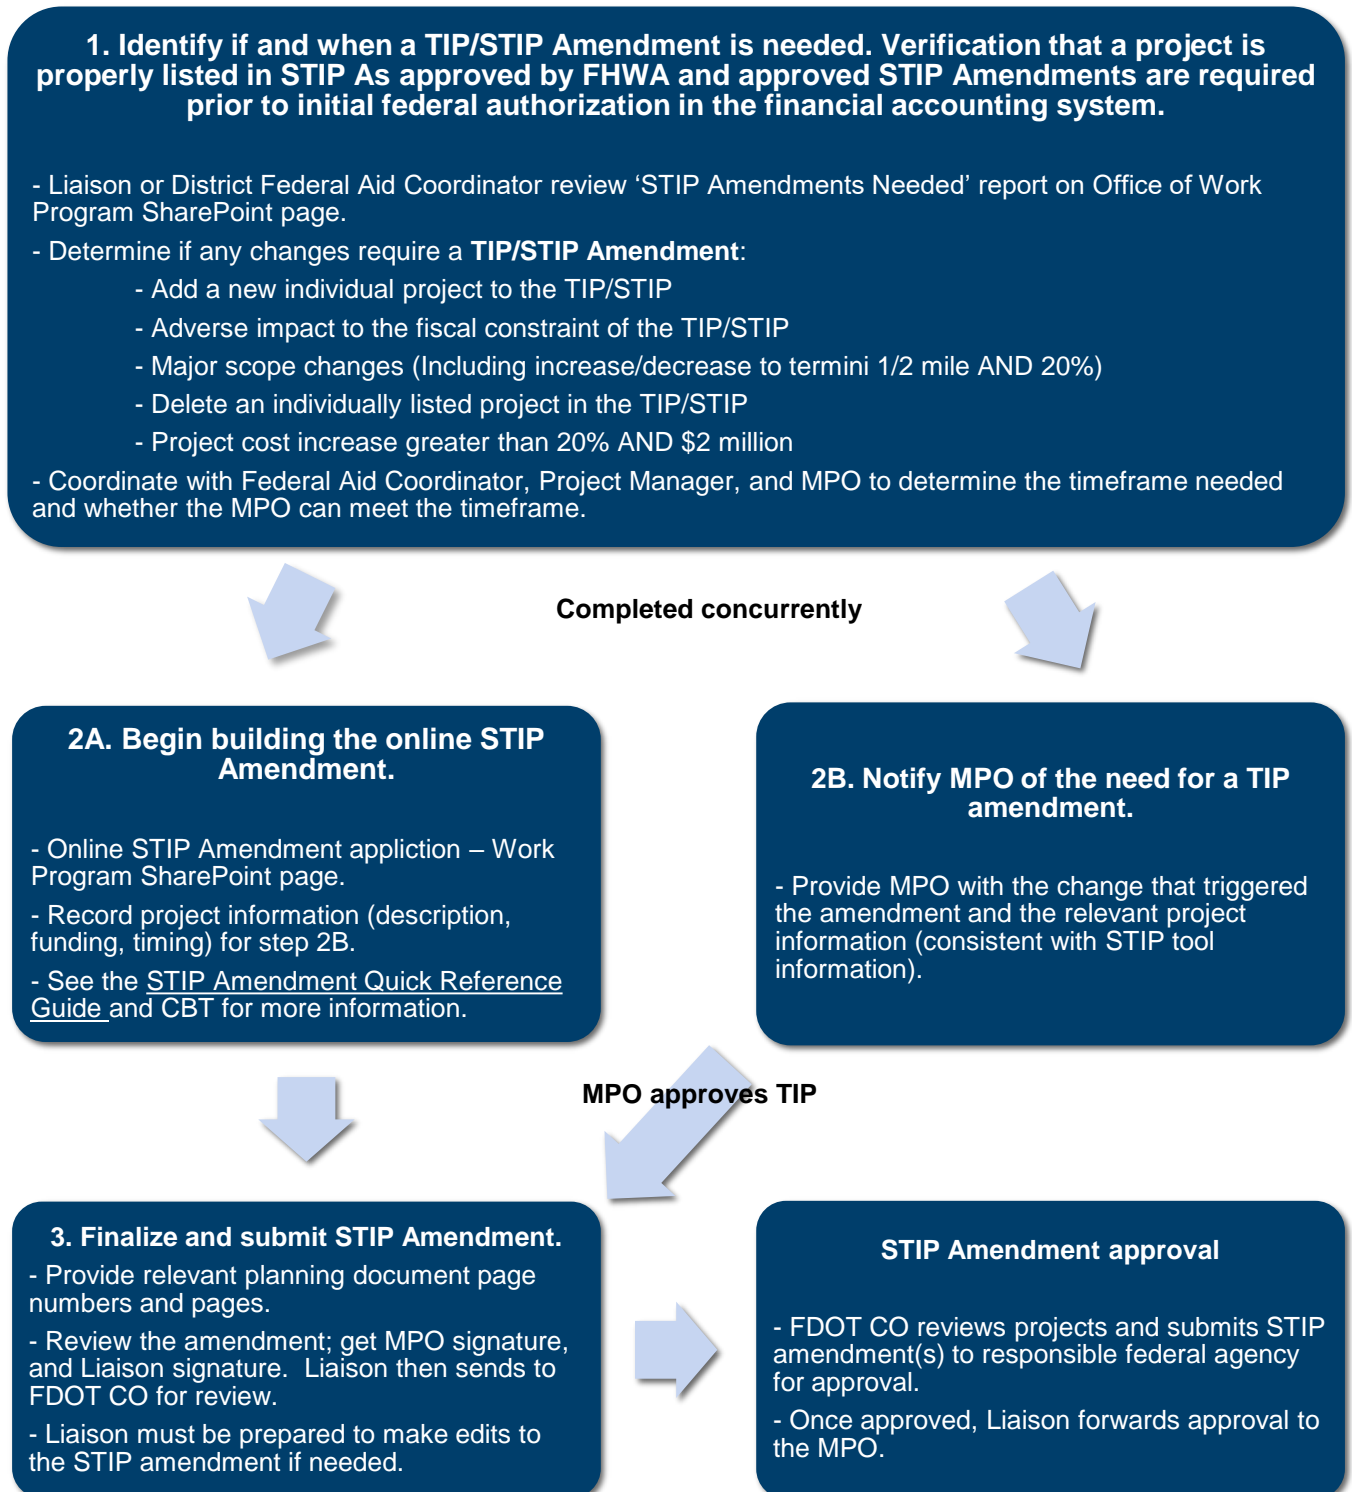 1. Identify if and when a TIP/STIP Amendment is needed. Verification that a project is
properly listed in STIP As approved by FHWA and approved STIP Amendments are required
prior to initial federal authorization in the financial accounting system.
- Liaison or District Federal Aid Coordinator review ‘STIP Amendments Needed’ report on Office of Work
Program SharePoint page.
- Determine if any changes require a TIP/STIP Amendment:
- Add a new individual project to the TIP/STIP
- Adverse impact to the fiscal constraint of the TIP/STIP
- Major scope changes (Including increase/decrease to termini 1/2 mile AND 20%)
- Delete an individually listed project in the TIP/STIP
- Project cost increase greater than 20% AND $2 million
- Coordinate with Federal Aid Coordinator, Project Manager, and MPO to determine the timeframe needed
and whether the MPO can meet the timeframe.
Completed concurrently
2A. Begin building the online STIP
Amendment.
- Online STIP Amendment appliction – Work
Program SharePoint page.
- Record project information (description,
funding, timing) for step 2B.
- See the STIP Amendment Quick Reference
Guide and CBT for more information.
2B. Notify MPO of the need for a TIP
amendment.
- Provide MPO with the change that triggered
the amendment and the relevant project
information (consistent with STIP tool
information).
MPO approves TIP
3. Finalize and submit STIP Amendment.
- Provide relevant planning document page
numbers and pages.
- Review the amendment; get MPO signature,
and Liaison signature.  Liaison then sends to
FDOT CO for review.
- Liaison must be prepared to make edits to
the STIP amendment if needed.
STIP Amendment approval
- FDOT CO reviews projects and submits STIP
amendment(s) to responsible federal agency
for approval.
- Once approved, Liaison forwards approval to
the MPO.